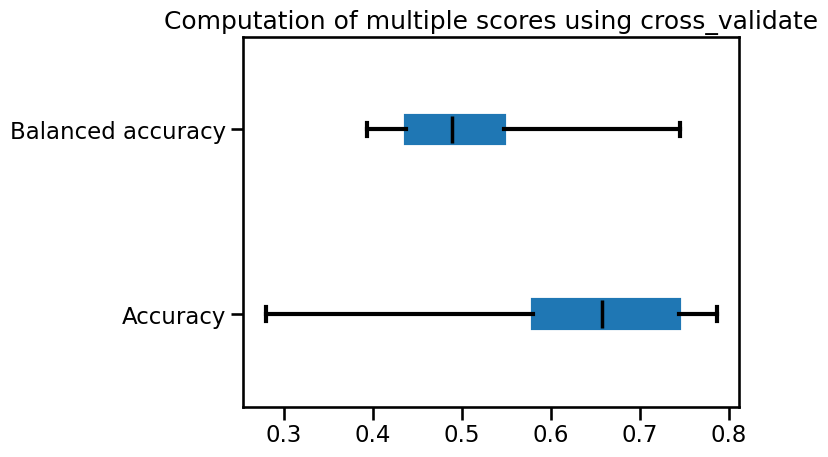 Computation of multiple scores using cross_validate
Balanced accuracy
Accuracy
0.3 0.4 0.5 0.6 0.7 0.8